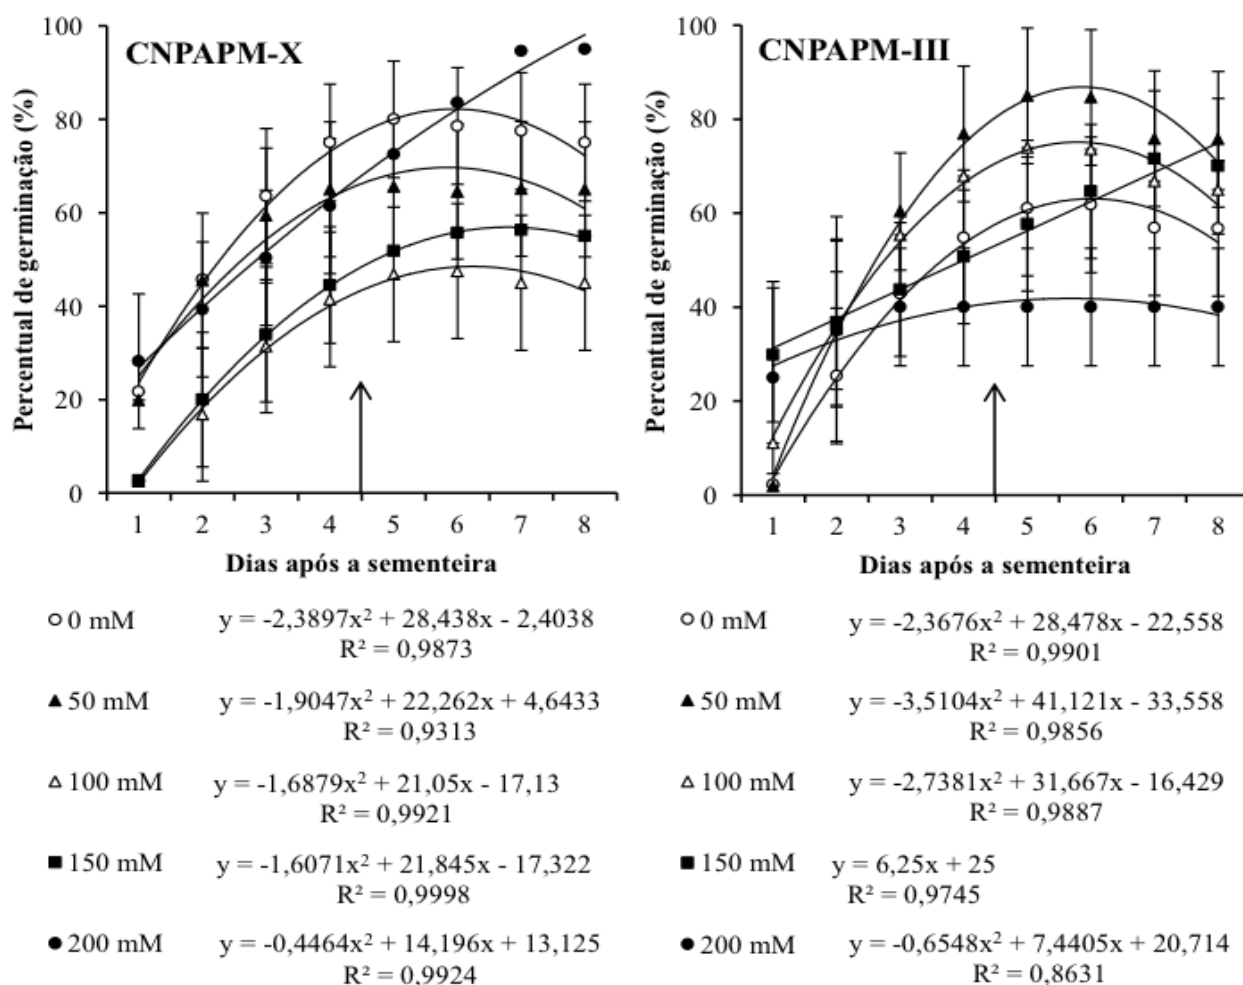 CNPAPM-X
Percentual de germinação (%)
100
80
60
40
20
0
1 2 3 4 5 6 7 8
Dias após a sementeira
0 mM y = -2,3897x² + 28,438x - 2,4038
R² = 0,9873
50 mM y = -1,9047x² + 22,262x + 4,6433
R² = 0,9313
100 mM y = -1,6879x² + 21,05x - 17,13
R² = 0,9921
150 mM y = -1,6071x² + 21,845x - 17,322
R² = 0,9998
200 mM y = -0,4464x² + 14,196x + 13,125
R² = 0,9924
CNPAPM-III
Percentual de germinação (%)
100
80
60
40
20
0
1 2 3 4 5 6 7 8
Dias após a sementeira
0 mM y = -2,3676x² + 28,478x - 22,558
R² = 0,9901
50 mM y = -3,5104x² + 41,121x - 33,558
R² = 0,9856
100 mM y = -2,7381x² + 31,667x - 16,429
R² = 0,9887
150 mM y = 6,25x + 25
R² = 0,9745
200 mM y = -0,6548x² + 7,4405x + 20,714
R² = 0,8631